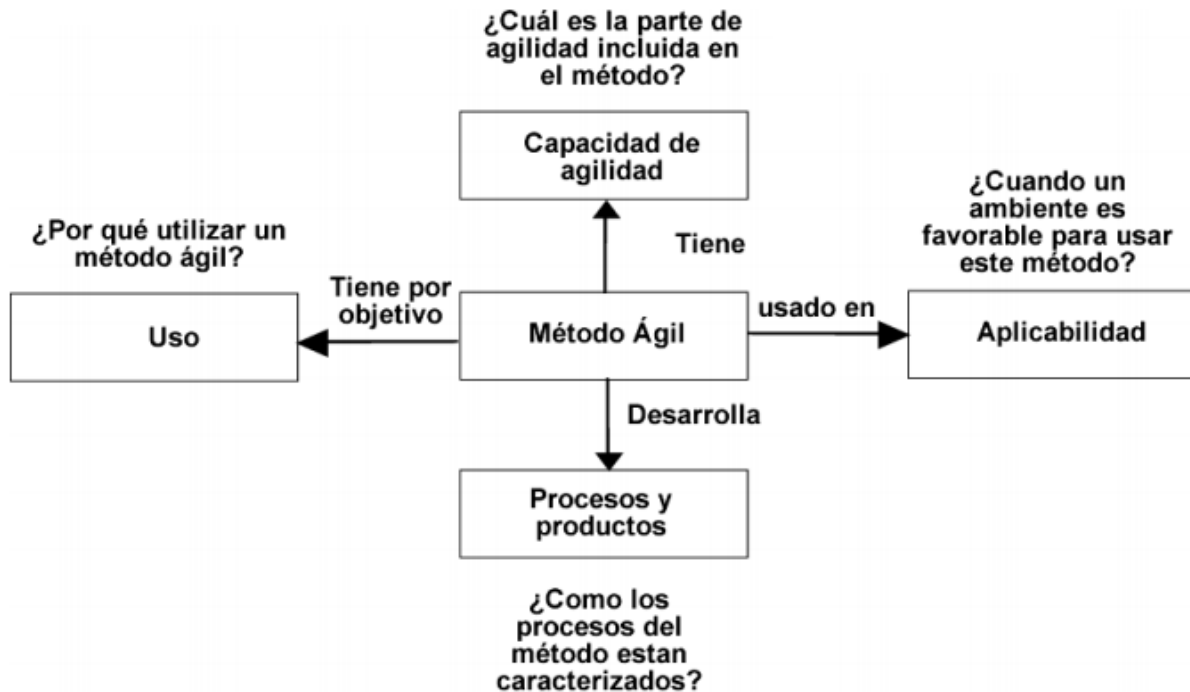 ¿Cuál es la parte de
agilidad incluida en
el método?
Capacidad de
agilidad
¿Por qué utilizar un
método ágil?
¿Cuando un
ambiente es
favorable para usar
este método?
Tiene
Tiene por
objetivo
usado en
Uso
Método Ágil
Aplicabilidad
Desarrolla
Procesos y
productos
¿Como los
procesos del
método estan
caracterizados?